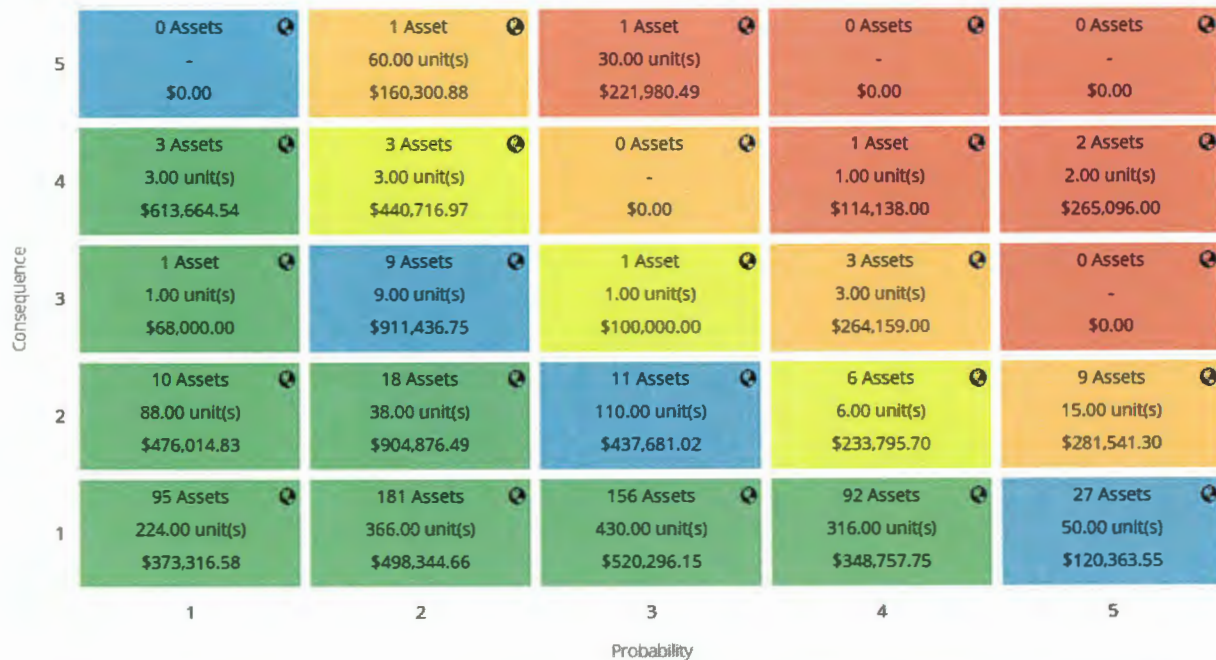 0 Assets
-
$0.00
1 Asset
60.00 unit(s)
$160,300.88
1 Asset
30.00 unit(s)
$221,980.49
0 Assets
-
$0.00
0 Assets
-
$0.00
5
3 Assets
3.00 unit(s)
$613,664.54
3 Assets
3.00 unit(s)
$440,716.97
0 Assets
-
$0.00
1 Asset
1.00 unit(s)
$114,138.00
2 Assets
2.00 unit(s)
$265,096.00
4
Consequence
1 Asset
1.00 unit(s)
$68,000.00
9 Assets
9.00 unit(s)
$911,436.75
1 Asset
1.00 unit(s)
$100,000.00
3 Assets
3.00 unit(s)
$264,159.00
0 Assets
-
$0.00
3
10 Assets
88.00 unit(s)
$476,014.83
18 Assets
38.00 unit(s)
$904,876.49
11 Assets
110.00 unit(s)
$437,681.02
6 Assets
6.00 unit(s)
$233,795.70
9 Assets
15.00 unit(s)
$281,541.30
2
95 Assets
224.00 unit(s)
$373,316.58
181 Assets
366.00 unit(s)
$498,344.66
156 Assets
430.00 unit(s)
$520,296.15
92 Assets
316.00 unit(s)
$348,757.75
27 Assets
50.00 unit(s)
$120,363.55
1
1
2
3
4
5
Probability